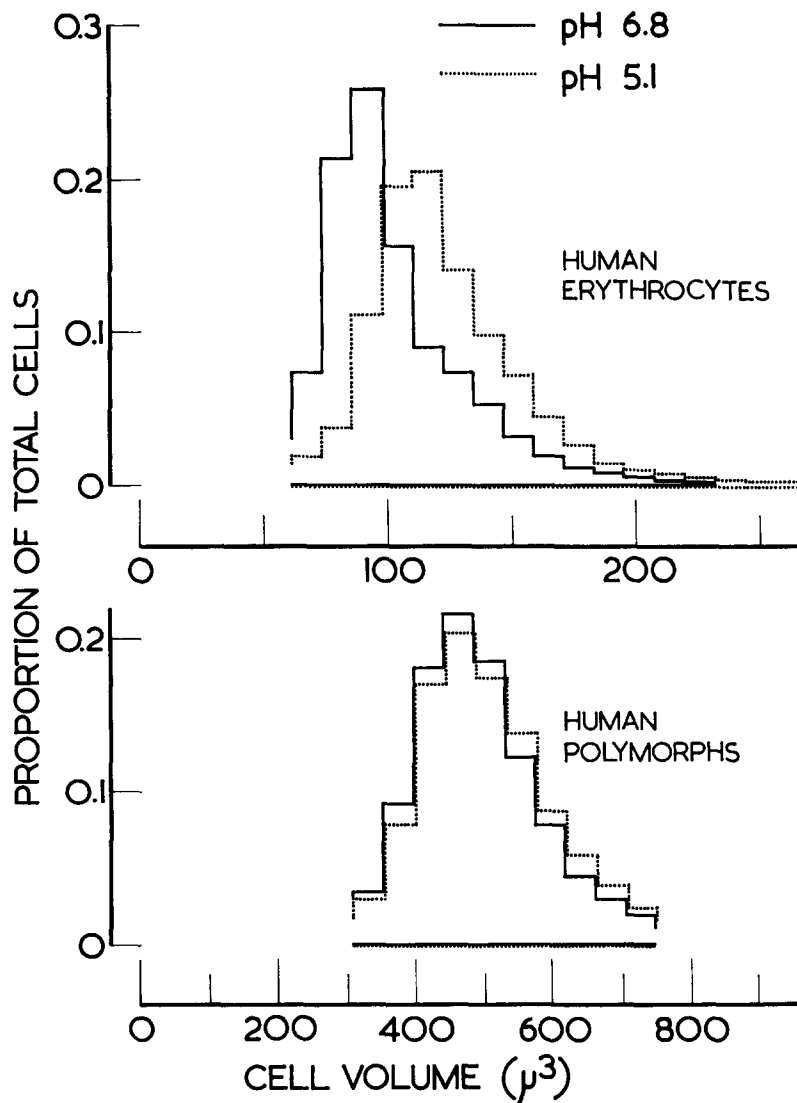 0.3
pH 6.8
pH 5.1
0.2
HUMAN
ERYTHROCYTES
0.1
0
0 100 200
PROPORTION OF TOTAL CELLS
0.2
HUMAN
POLYMORPHS
0.1
0
0 200 400 600 800
CELL VOLUME (μ³)